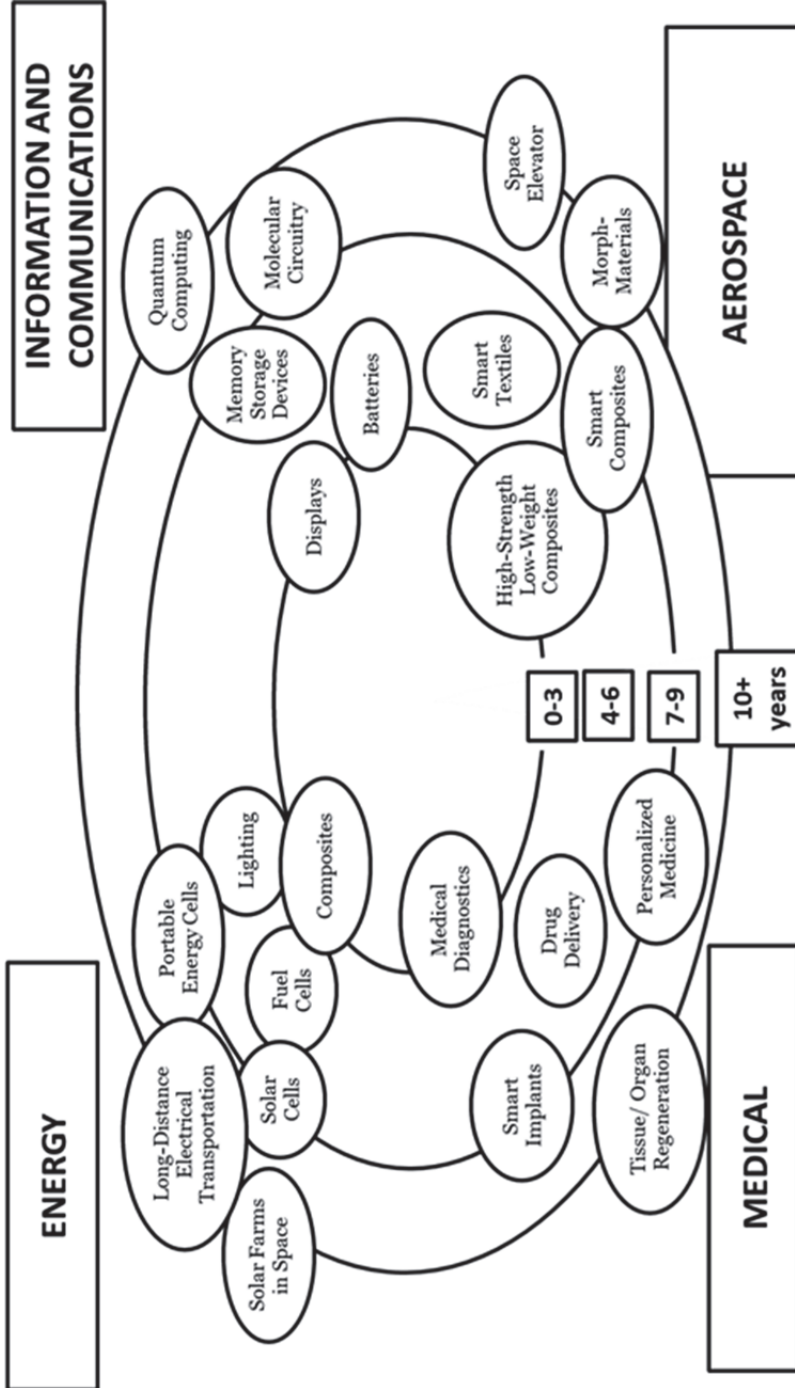 ENERGY
INFORMATION AND
COMMUNICATIONS
Long-Distance
Electrical
Transportation
Portable
Energy Cells
Quantum
Computing
Solar Farms
in Space
Solar
Cells
Fuel
Cells
Lighting
Composites
Displays
Memory
Storage
Devices
Molecular
Circuitry
Batteries
Medical
Diagnostics
Smart
Implants
Drug
Delivery
Tissue/ Organ
Regeneration
Personalized
Medicine
0-3
4-6
7-9
10+
years
High-Strength
Low-Weight
Composites
Smart
Textiles
Smart
Composites
Space
Elevator
Morph-
Materials
MEDICAL
AEROSPACE